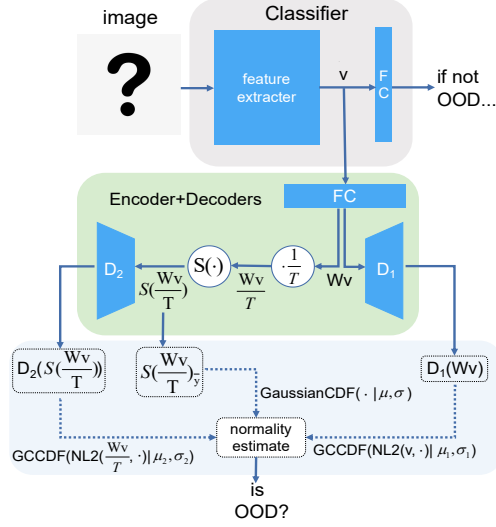 image
Classifier
?
feature
extracter
v
F
C
if not
OOD...
Encoder+Decoders
FC
D₂
S(·)
· 1/T
D₁
S(Wv/T)
Wv/T
Wv
D₂(S(Wv/T))
S(Wv/T)ỹ
D₁(Wv)
GaussianCDF( · | μ, σ)
normality
estimate
GCCDF(NL2(Wv/T, ·)| μ₂, σ₂)
GCCDF(NL2(v, ·)| μ₁, σ₁)
is
OOD?